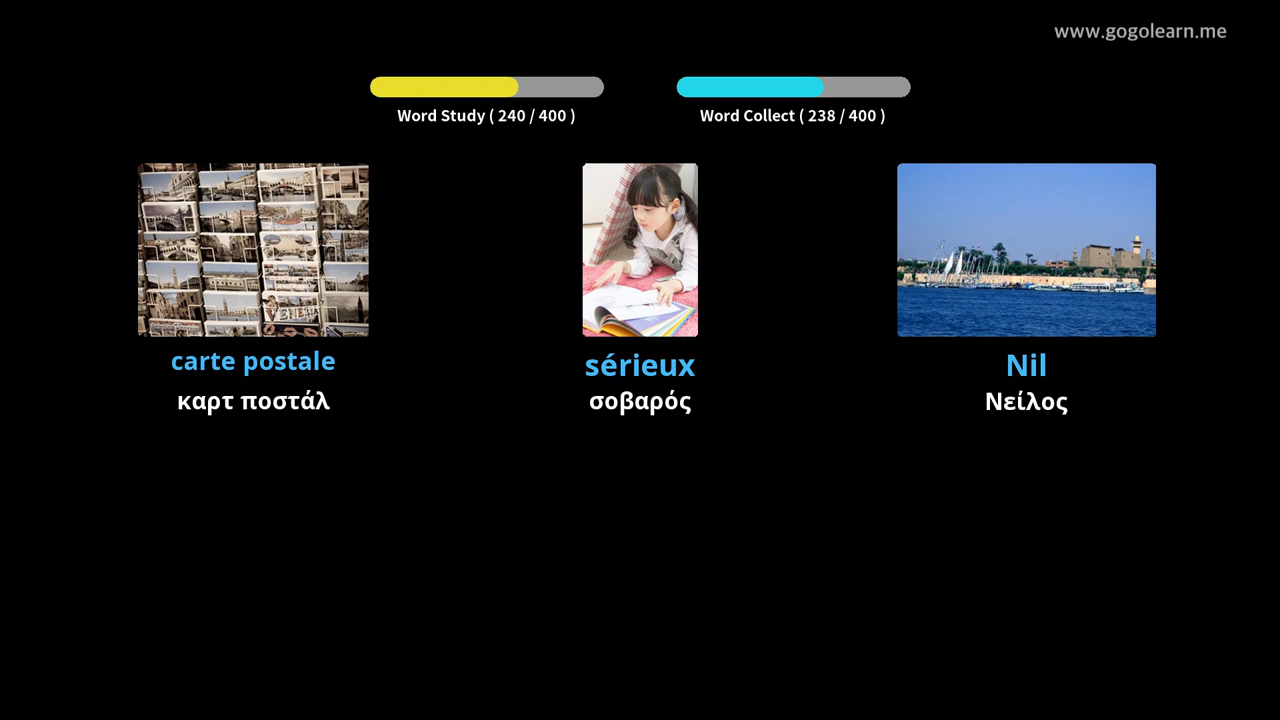 www.gogolearn.me
Word Study ( 240 / 400 )
Word Collect ( 238 / 400 )
carte postale
καρτ ποστάλ
sérieux
σοβαρός
Nil
Νείλος